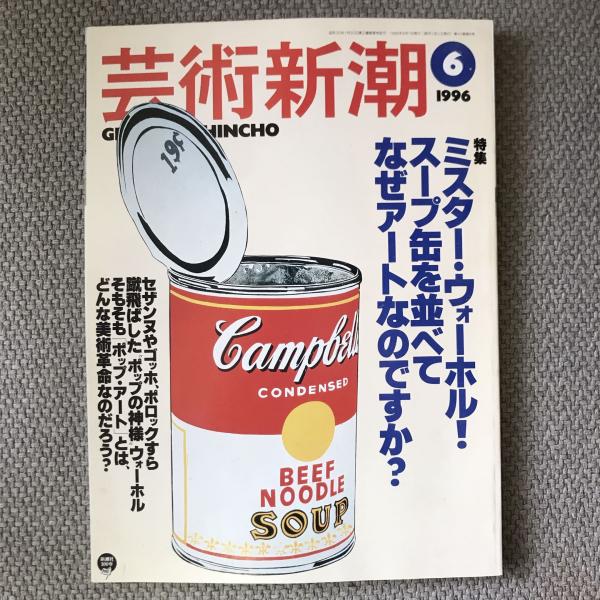 芸術新潮
6
1996
特集
ミスター・ウォーホル!
スープ缶を並べて
なぜアートなのですか?
19¢
Campbell's
CONDENSED
BEEF
NOODLE
SOUP
セザンヌやゴッホ、ポロックすら
蹴飛ばした“ポップの神様”ウォーホル
そもそも「ポップ・アート」とは、
どんな美術革命なのだろう?